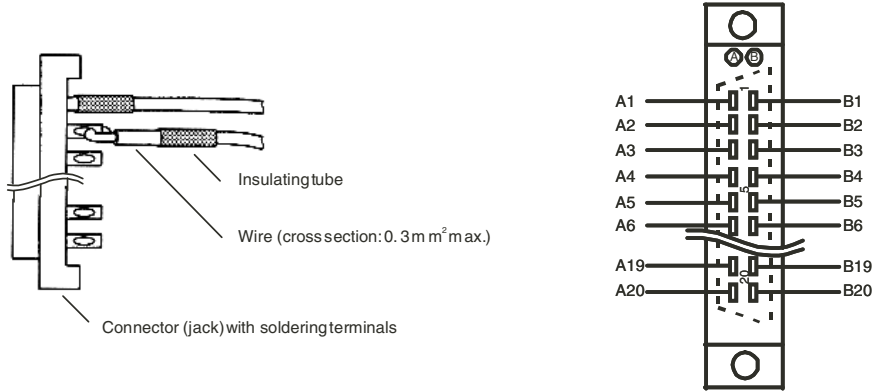 Insulating tube
Wire (cross section: 0.3 mm² max.)
Connector (jack) with soldering terminals
A B
1
A1 B1
A2 B2
A3 B3
A4 B4
5
A5 B5
A6 B6
A19 B19
20
A20 B20